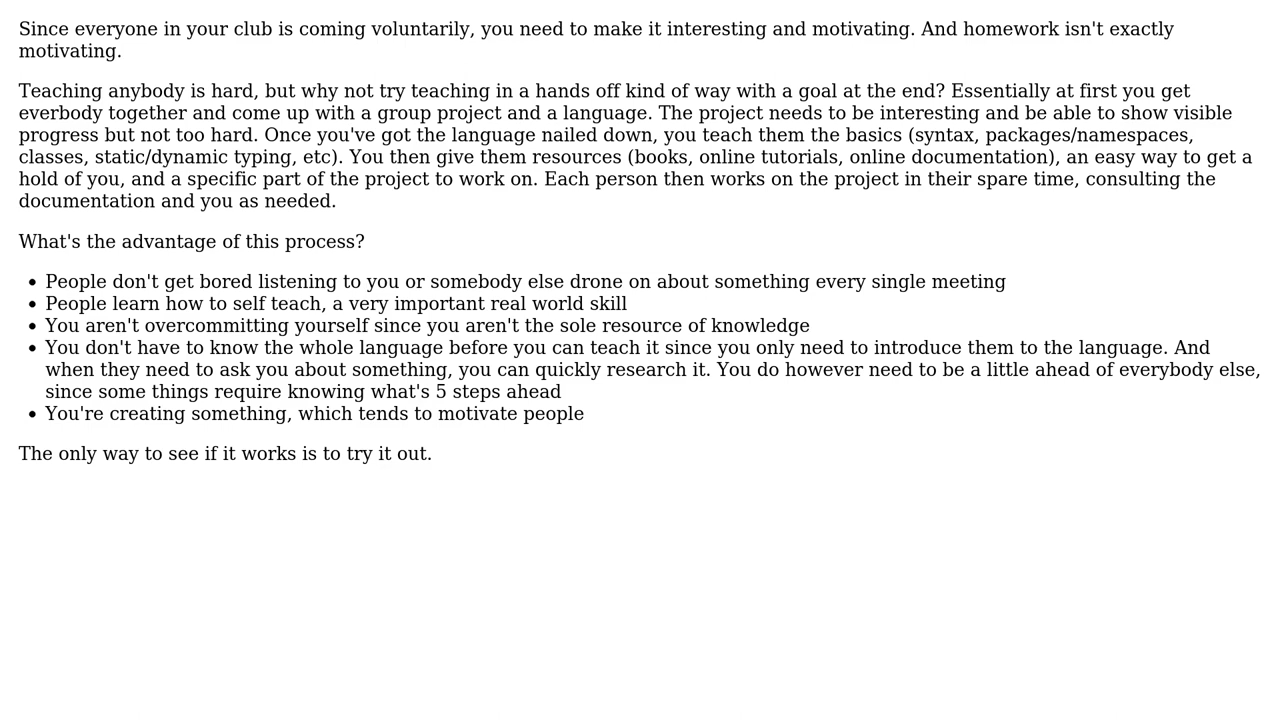 Since everyone in your club is coming voluntarily, you need to make it interesting and motivating. And homework isn't exactly
motivating.
Teaching anybody is hard, but why not try teaching in a hands off kind of way with a goal at the end? Essentially at first you get
everbody together and come up with a group project and a language. The project needs to be interesting and be able to show visible
progress but not too hard. Once you've got the language nailed down, you teach them the basics (syntax, packages/namespaces,
classes, static/dynamic typing, etc). You then give them resources (books, online tutorials, online documentation), an easy way to get a
hold of you, and a specific part of the project to work on. Each person then works on the project in their spare time, consulting the
documentation and you as needed.
What's the advantage of this process?
• People don't get bored listening to you or somebody else drone on about something every single meeting
• People learn how to self teach, a very important real world skill
• You aren't overcommitting yourself since you aren't the sole resource of knowledge
• You don't have to know the whole language before you can teach it since you only need to introduce them to the language. And
when they need to ask you about something, you can quickly research it. You do however need to be a little ahead of everybody else,
since some things require knowing what's 5 steps ahead
• You're creating something, which tends to motivate people
The only way to see if it works is to try it out.